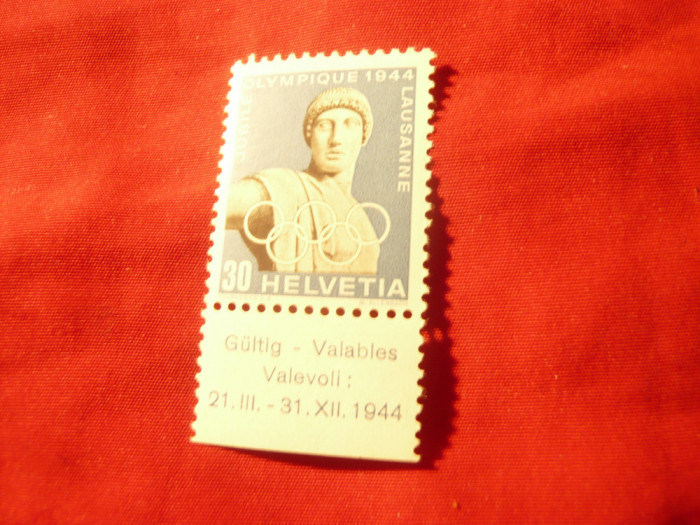 OLYMPIQUE 1944
LAUSANNE
30 HELVETIA
Gültig - Valables
Valevoli :
21. III. - 31. XII. 1944